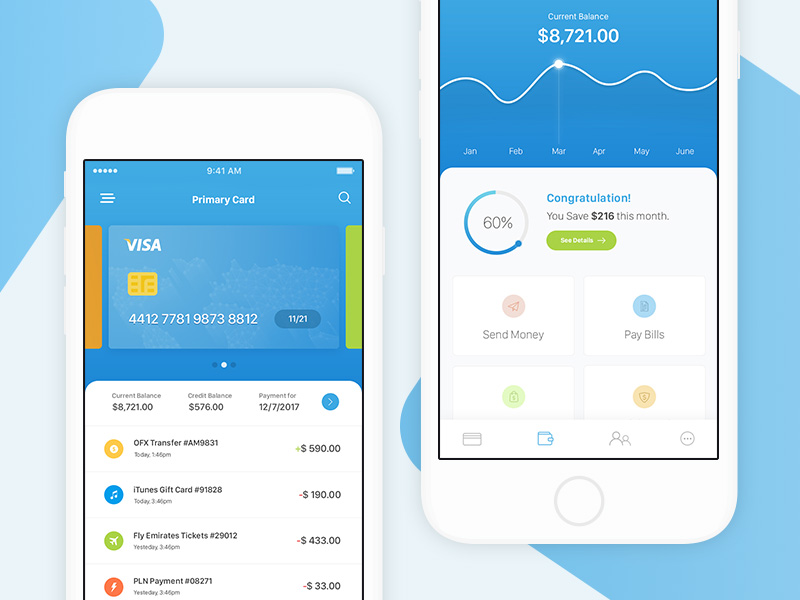 9:41 AM
Primary Card
VISA
4412 7781 9873 8812
11/21
Current Balance
$8,721.00
Credit Balance
$576.00
Payment for
12/7/2017
OFX Transfer #AM9831
Today, 1:46pm
+$ 590.00
iTunes Gift Card #91828
Today, 3:46pm
-$ 190.00
Fly Emirates Tickets #29012
Yesteday, 3:46pm
-$ 433.00
PLN Payment #08271
Yesteday, 3:46pm
-$ 33.00
Current Balance
$8,721.00
Jan Feb Mar Apr May June
60%
Congratulation!
You Save $216 this month.
See Details
Send Money
Pay Bills